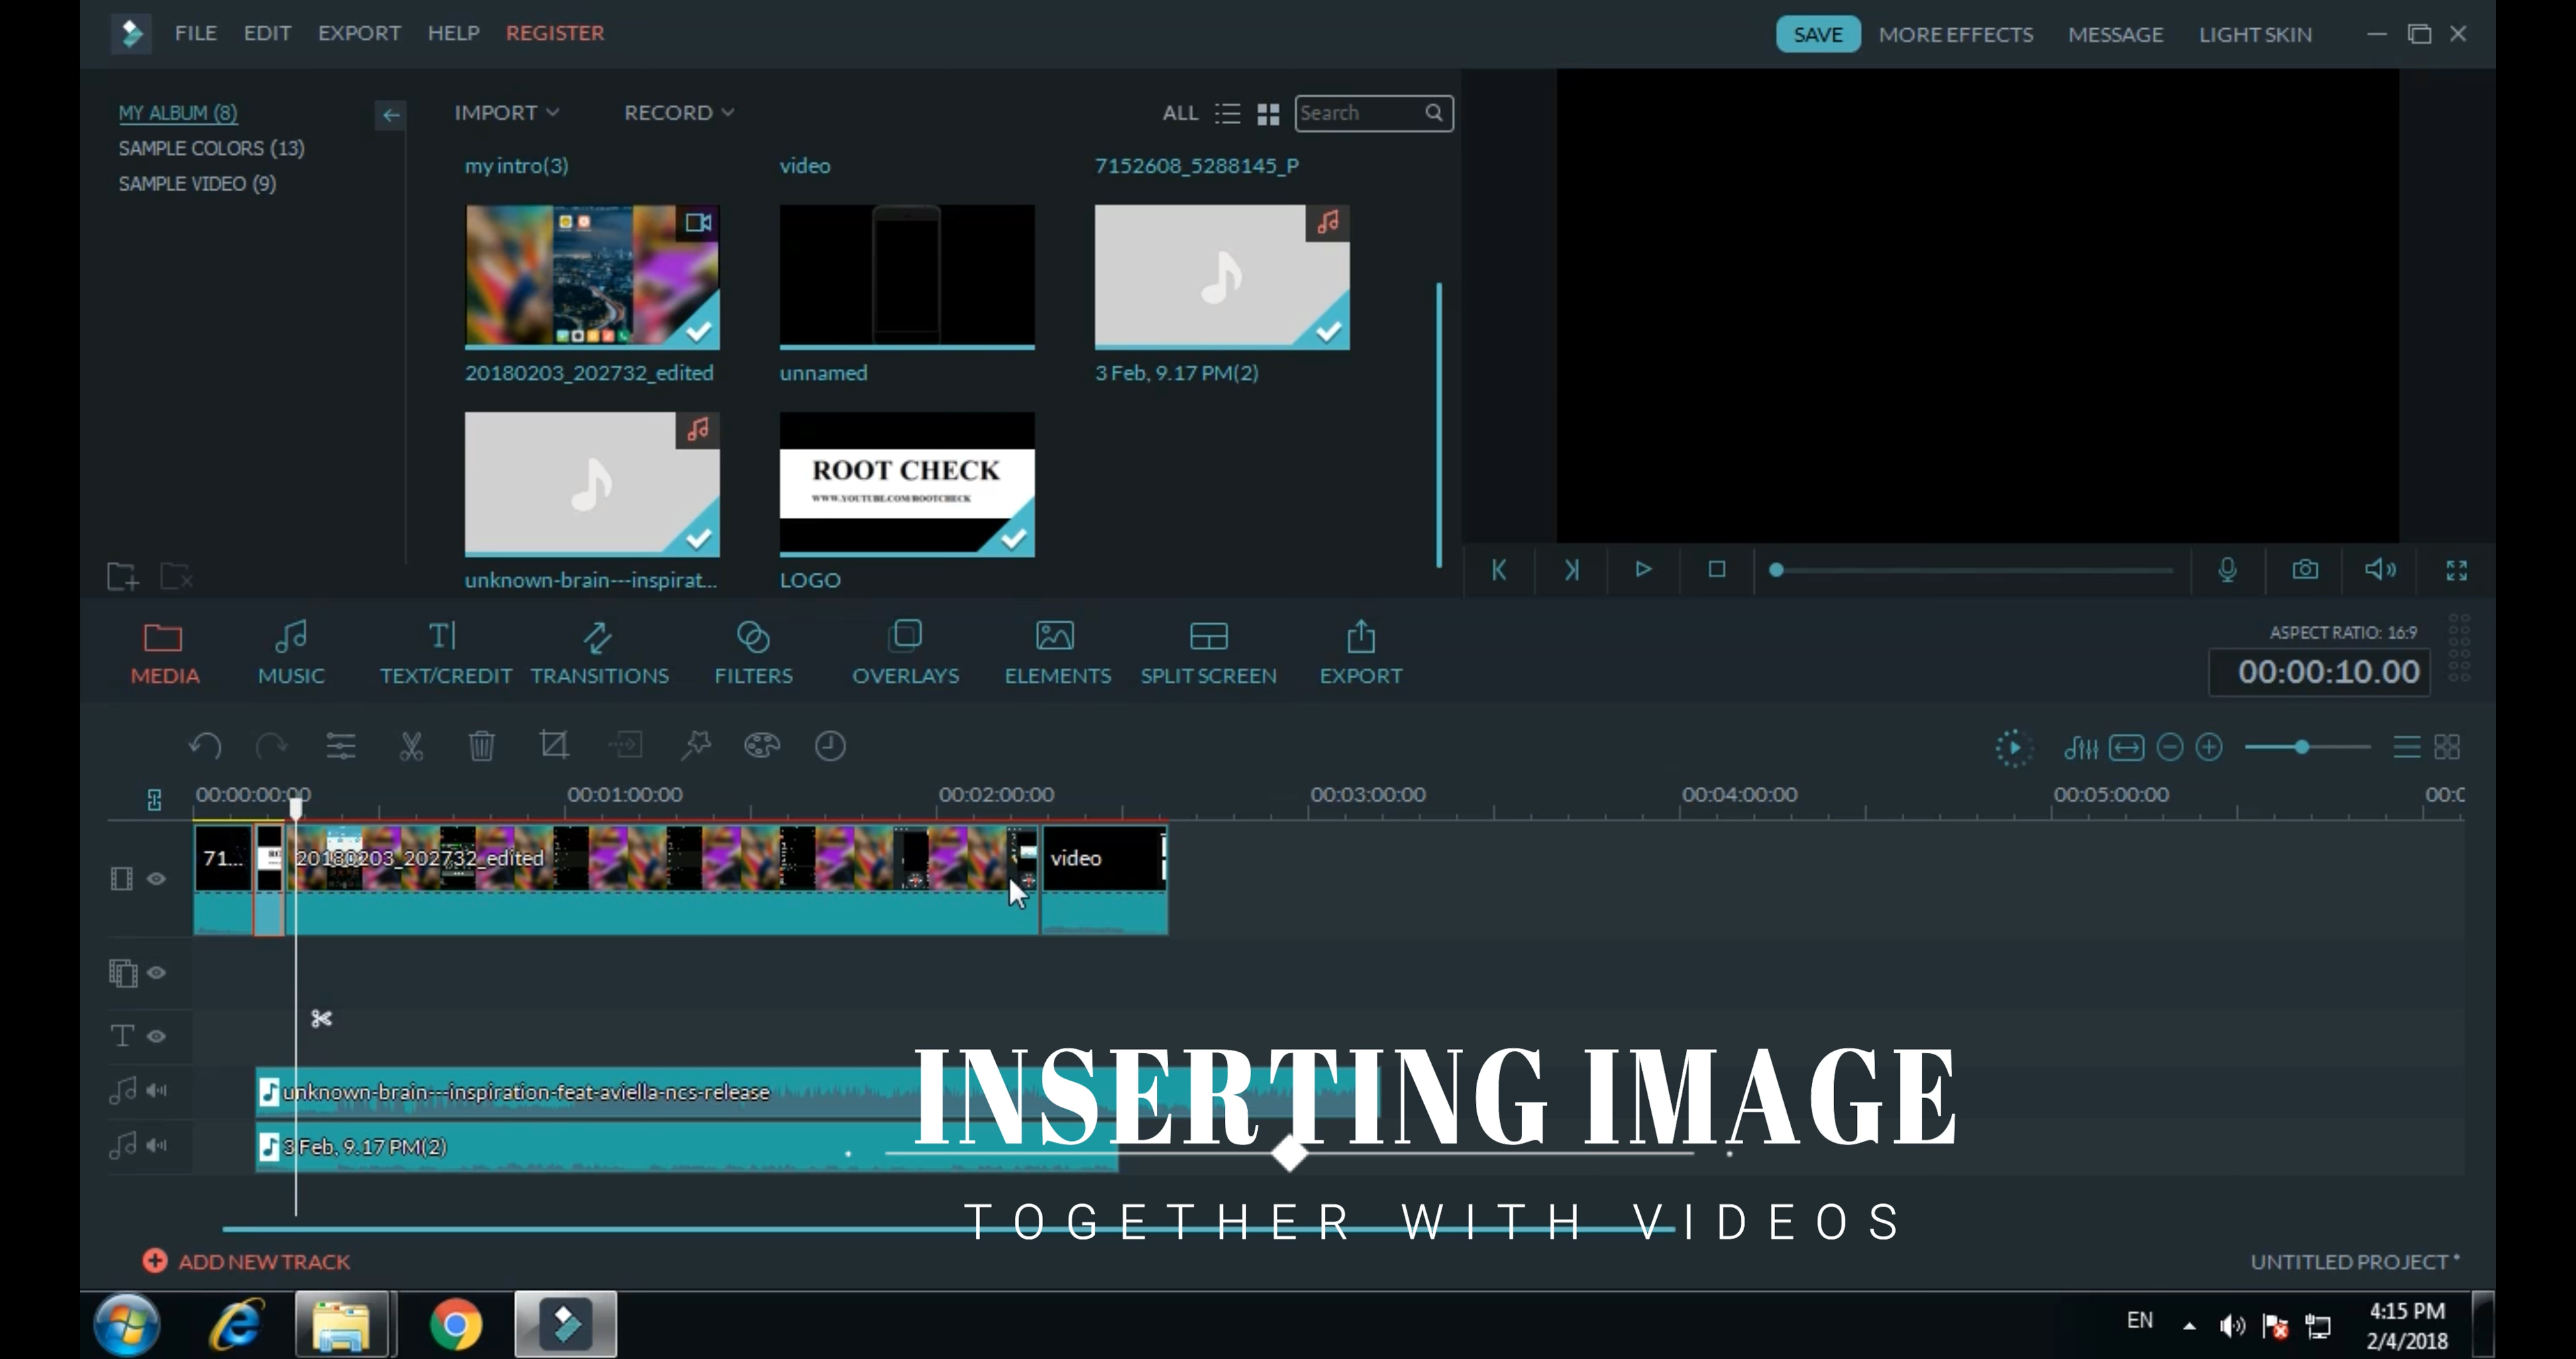 FILE EDIT EXPORT HELP REGISTER
SAVE MORE EFFECTS MESSAGE LIGHT SKIN
MY ALBUM (8)
SAMPLE COLORS (13)
SAMPLE VIDEO (9)
IMPORT RECORD ALL Search
my intro(3) video 7152608_5288145_P
20180203_202732_edited unnamed 3 Feb, 9.17 PM(2)
ROOT CHECK
WWW.YOUTUBE.COM/ROOTCHECK
unknown-brain---inspirat... LOGO
MEDIA MUSIC TEXT/CREDIT TRANSITIONS FILTERS OVERLAYS ELEMENTS SPLIT SCREEN EXPORT
ASPECT RATIO: 16:9
00:00:10.00
00:00:00:00 00:01:00:00 00:02:00:00 00:03:00:00 00:04:00:00 00:05:00:00
71... 20180203_202732_edited video
unknown-brain---inspiration-feat-aviella-ncs-release
3 Feb, 9.17 PM(2)
INSERTING IMAGE
TOGETHER WITH VIDEOS
ADD NEW TRACK UNTITLED PROJECT *
EN 4:15 PM
2/4/2018